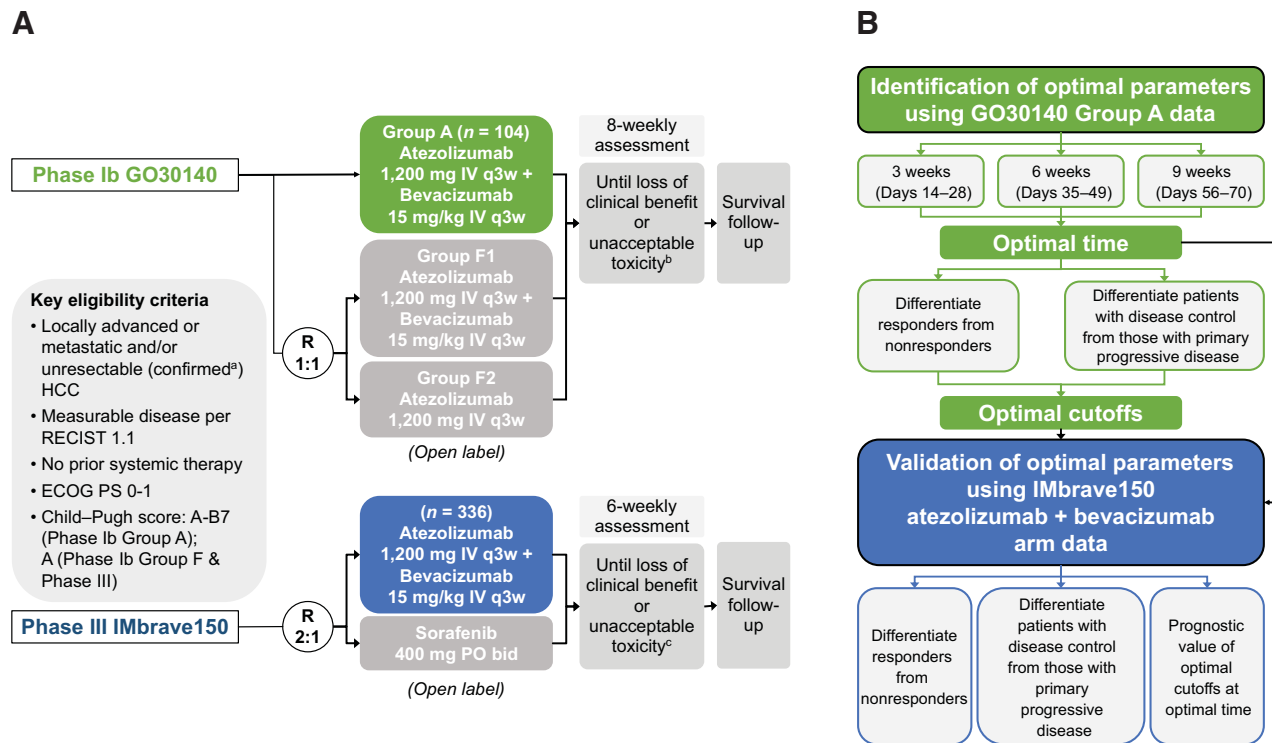 A
Phase Ib GO30140
Key eligibility criteria
• Locally advanced or
metastatic and/or
unresectable (confirmedᵃ)
HCC
• Measurable disease per
RECIST 1.1
• No prior systemic therapy
• ECOG PS 0-1
• Child–Pugh score: A-B7
(Phase Ib Group A);
A (Phase Ib Group F &
Phase III)
Phase III IMbrave150
R
1:1
R
2:1
Group A (n = 104)
Atezolizumab
1,200 mg IV q3w +
Bevacizumab
15 mg/kg IV q3w
Group F1
Atezolizumab
1,200 mg IV q3w +
Bevacizumab
15 mg/kg IV q3w
Group F2
Atezolizumab
1,200 mg IV q3w
(Open label)
8-weekly
assessment
Until loss of
clinical benefit
or
unacceptable
toxicityᵇ
Survival
follow-
up
(n = 336)
Atezolizumab
1,200 mg IV q3w +
Bevacizumab
15 mg/kg IV q3w
Sorafenib
400 mg PO bid
(Open label)
6-weekly
assessment
Until loss of
clinical benefit
or
unacceptable
toxicityᶜ
Survival
follow-
up
B
Identification of optimal parameters
using GO30140 Group A data
3 weeks
(Days 14–28)
6 weeks
(Days 35–49)
9 weeks
(Days 56–70)
Optimal time
Differentiate
responders from
nonresponders
Differentiate patients
with disease control
from those with primary
progressive disease
Optimal cutoffs
Validation of optimal parameters
using IMbrave150
atezolizumab + bevacizumab
arm data
Differentiate
responders
from
nonresponders
Differentiate
patients with
disease control
from those with
primary
progressive
disease
Prognostic
value of
optimal
cutoffs at
optimal time